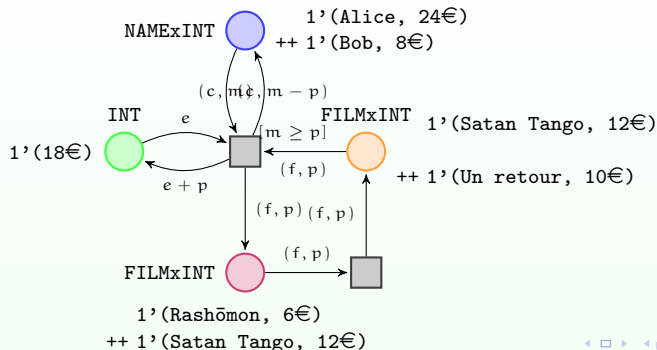 NAMExINT
1’(Alice, 24€)
++ 1’(Bob, 8€)
(c, m)
(c, m − p)
INT
e
[m ≥ p]
FILMxINT
1’(Satan Tango, 12€)
1’(18€)
(f, p)
++ 1’(Un retour, 10€)
e + p
(f, p)
(f, p)
FILMxINT
(f, p)
1’(Rashōmon, 6€)
++ 1’(Satan Tango, 12€)